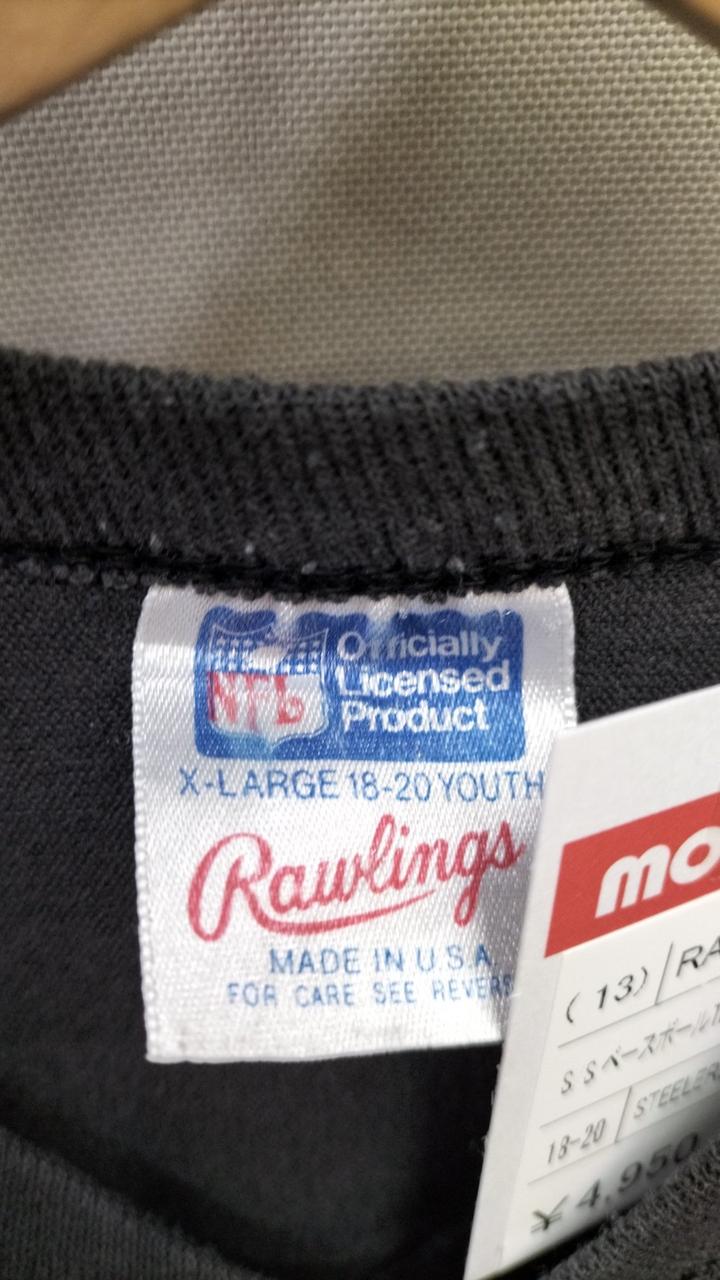 NFL
Officially
Licensed
Product
X-LARGE 18-20 YOUTH
Rawlings
MADE IN U.S.A
FOR CARE SEE REVERS
mo
(13) RA
SSベースボール
18-20 STEELER
¥4,950